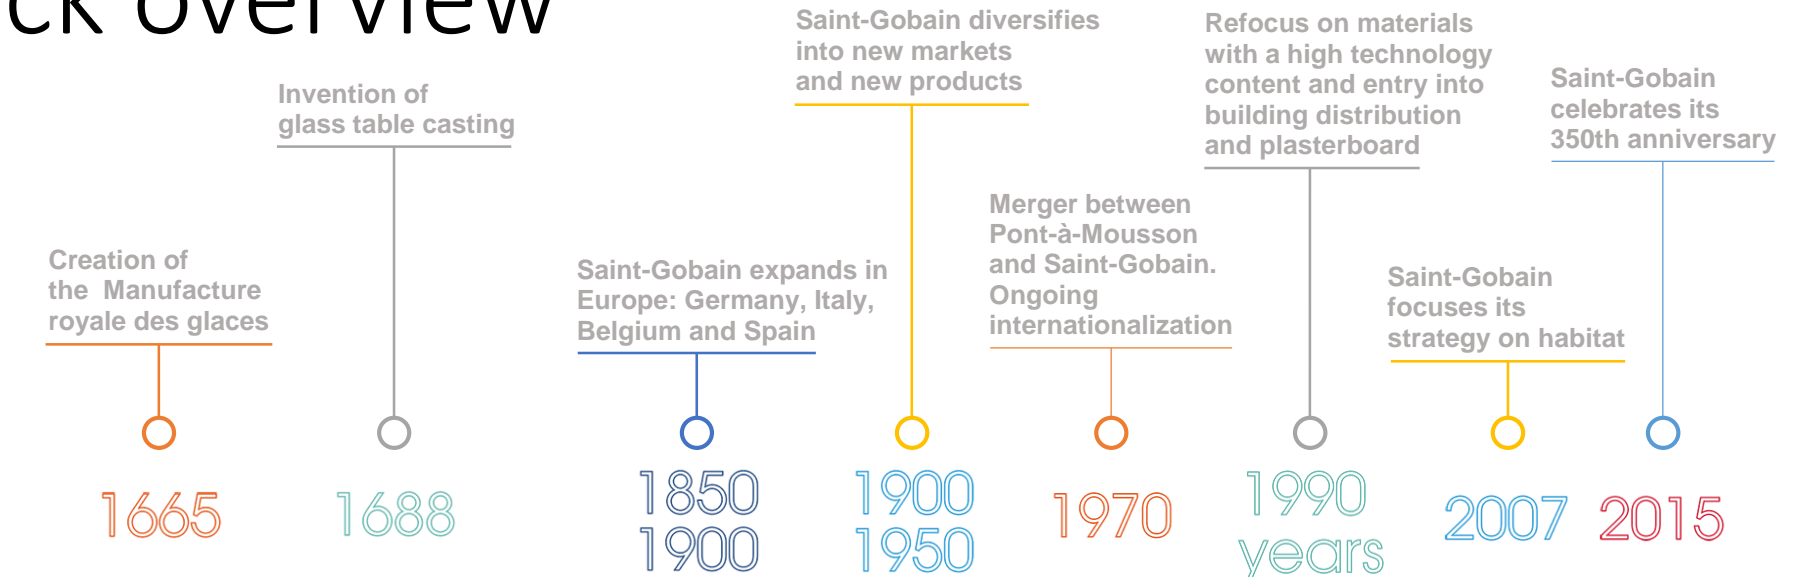 ck overview
Creation of
the Manufacture
royale des glaces
1665
Invention of
glass table casting
1688
Saint-Gobain expands in
Europe: Germany, Italy,
Belgium and Spain
1850
1900
Saint-Gobain diversifies
into new markets
and new products
1900
1950
Merger between
Pont-à-Mousson
and Saint-Gobain.
Ongoing
internationalization
1970
Refocus on materials
with a high technology
content and entry into
building distribution
and plasterboard
1990
years
Saint-Gobain
focuses its
strategy on habitat
2007
Saint-Gobain
celebrates its
350th anniversary
2015